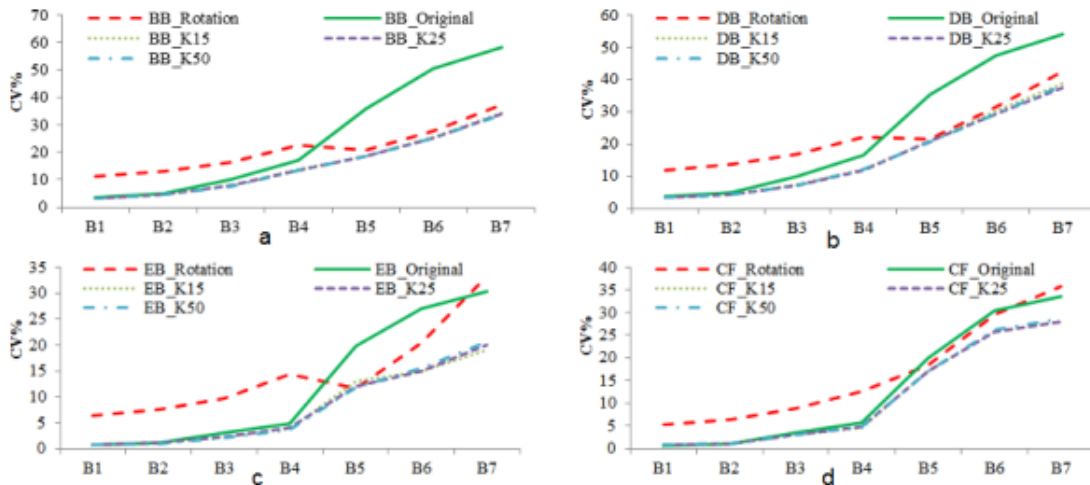 BB_Rotation BB_Original
BB_K15 BB_K25
BB_K50
CV%
70
60
50
40
30
20
10
0
B1 B2 B3 B4 B5 B6 B7
a
DB_Rotation DB_Original
DB_K15 DB_K25
DB_K50
CV%
60
50
40
30
20
10
0
B1 B2 B3 B4 B5 B6 B7
b
EB_Rotation EB_Original
EB_K15 EB_K25
EB_K50
CV%
35
30
25
20
15
10
5
0
B1 B2 B3 B4 B5 B6 B7
c
CF_Rotation CF_Original
CF_K15 CF_K25
CF_K50
CV%
40
35
30
25
20
15
10
5
0
B1 B2 B3 B4 B5 B6 B7
d